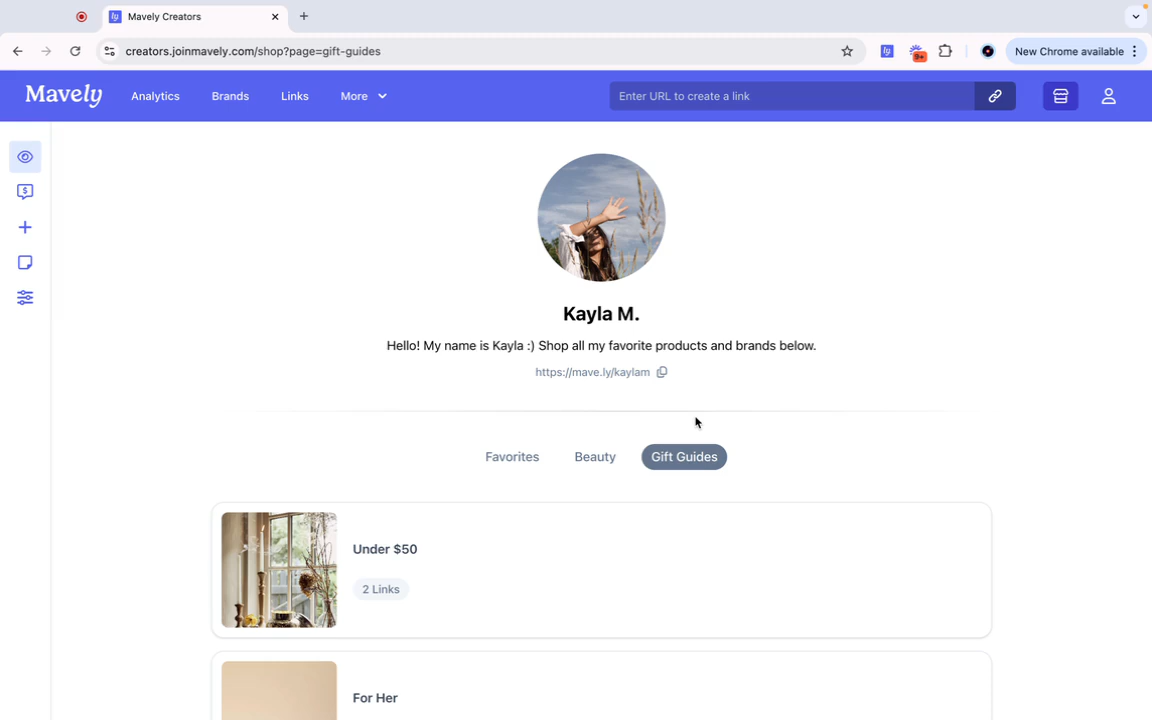 Mavely Creators
creators.joinmavely.com/shop?page=gift-guides
9+
New Chrome available
Mavely
Analytics
Brands
Links
More
Enter URL to create a link
Kayla M.
Hello! My name is Kayla :) Shop all my favorite products and brands below.
https://mave.ly/kaylam
Favorites
Beauty
Gift Guides
Under $50
2 Links
For Her